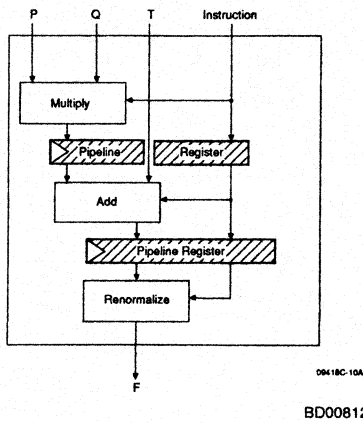 P Q T Instruction
Multiply
Pipeline Register
Add
Pipeline Register
Renormalize
F
09418C-10A
BD00812